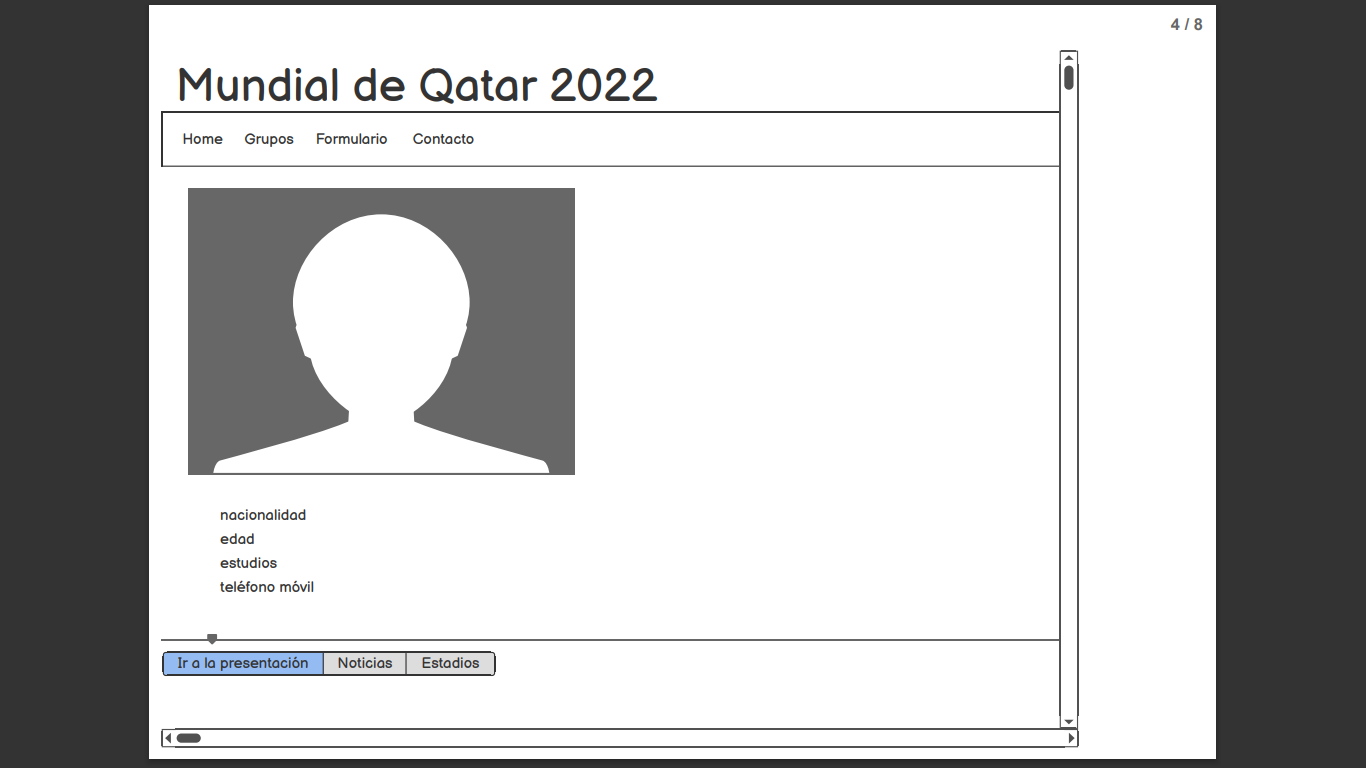 4 / 8
Mundial de Qatar 2022
Home Grupos Formulario Contacto
nacionalidad
edad
estudios
teléfono móvil
Ir a la presentación Noticias Estadios